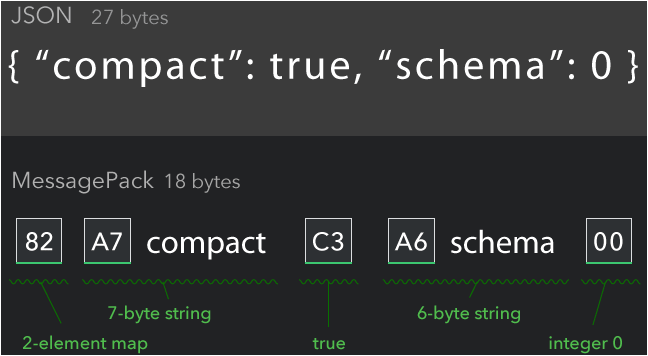 JSON 27 bytes
{ “compact”: true, “schema”: 0 }
MessagePack 18 bytes
82 A7 compact C3 A6 schema 00
7-byte string 6-byte string
2-element map true integer 0